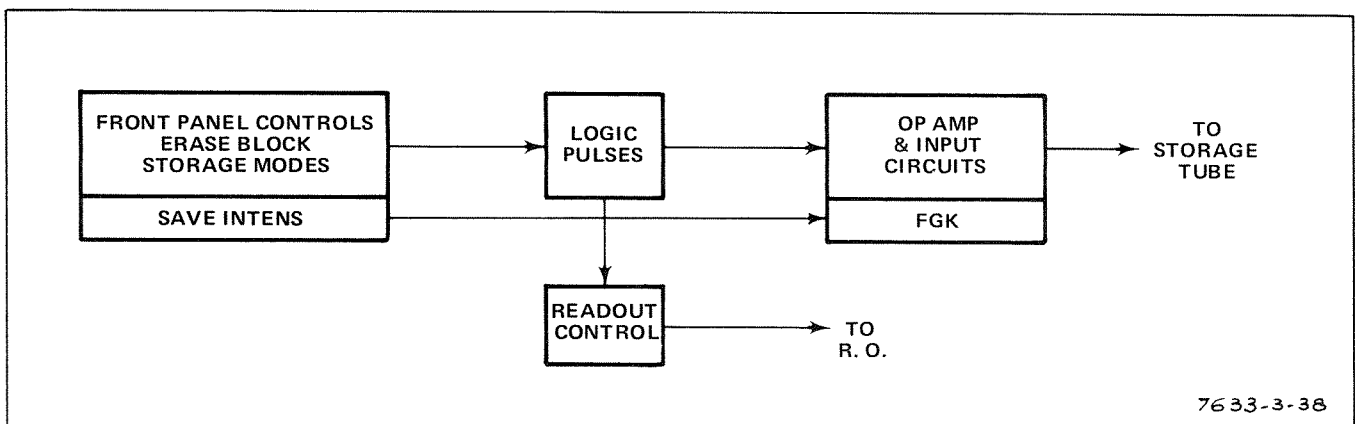 FRONT PANEL CONTROLS
ERASE BLOCK
STORAGE MODES
SAVE INTENS
LOGIC
PULSES
OP AMP
& INPUT
CIRCUITS
FGK
TO
STORAGE
TUBE
READOUT
CONTROL
TO
R. O.
7633-3-38